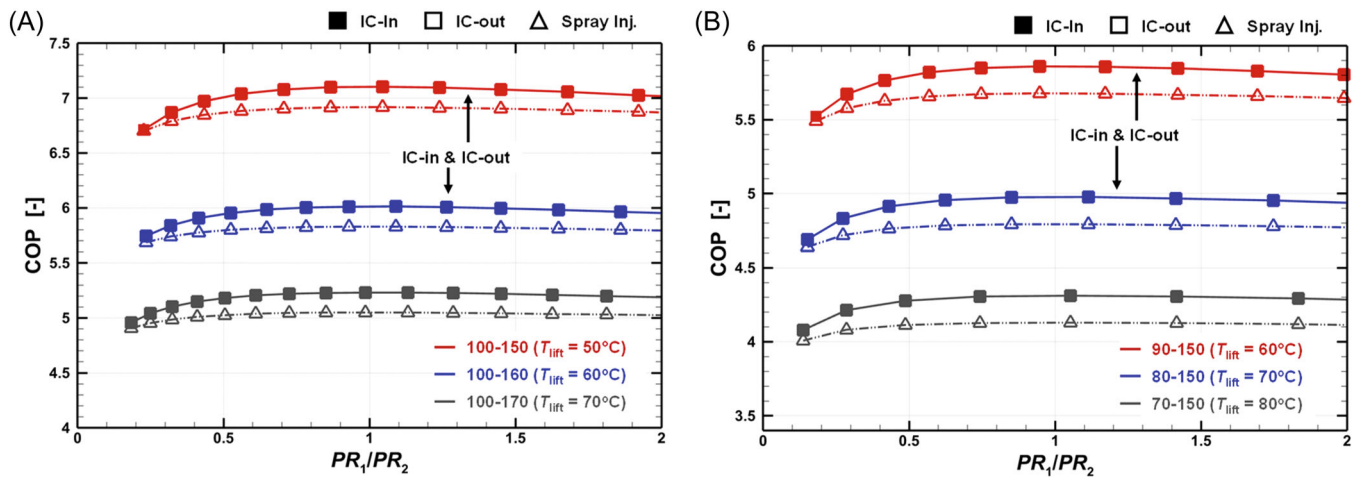 (A)
IC-In IC-out Spray Inj.
7.5
7
6.5
6
5.5
5
4.5
4
COP [-]
IC-in & IC-out
100-150 (Tlift = 50°C)
100-160 (Tlift = 60°C)
100-170 (Tlift = 70°C)
0 0.5 1 1.5 2
PR1/PR2
(B)
IC-In IC-out Spray Inj.
6
5.5
5
4.5
4
3.5
COP [-]
IC-in & IC-out
90-150 (Tlift = 60°C)
80-150 (Tlift = 70°C)
70-150 (Tlift = 80°C)
0 0.5 1 1.5 2
PR1/PR2